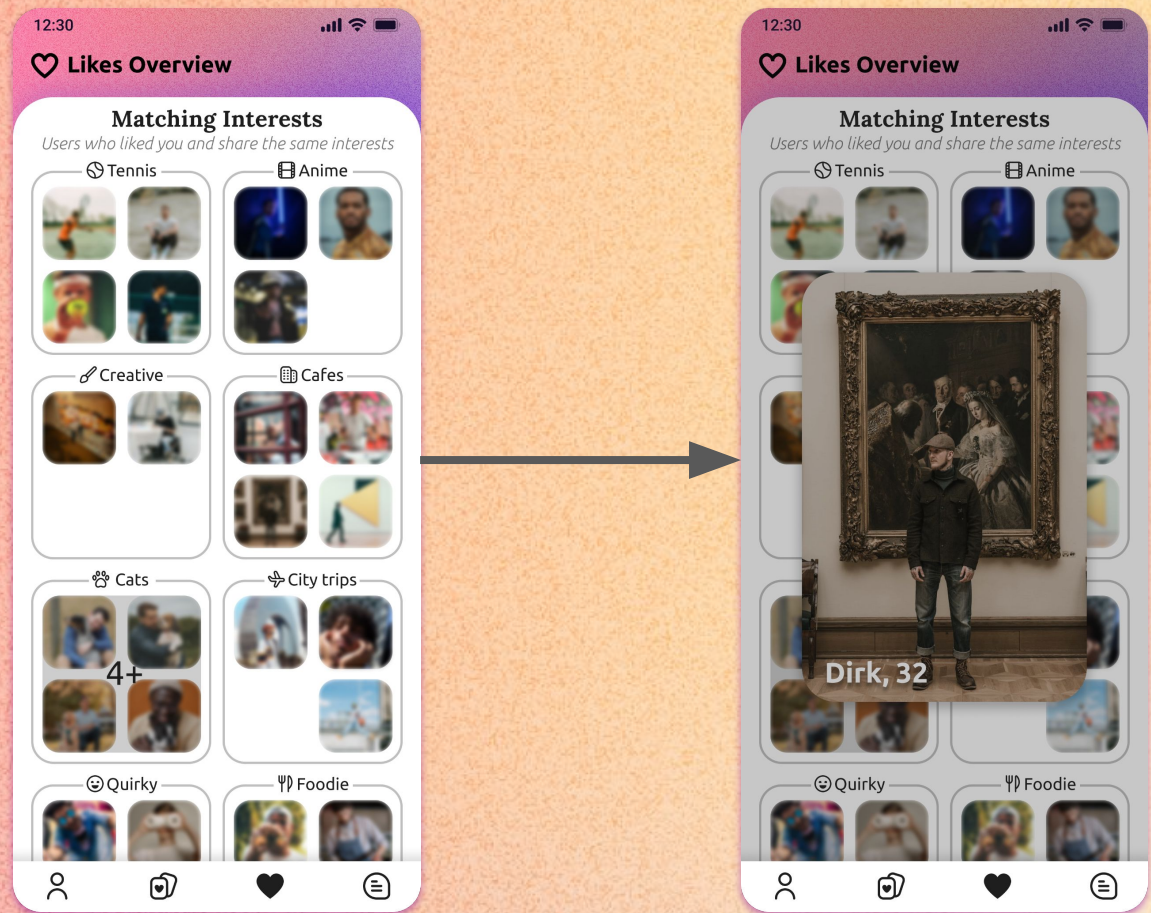 12:30
Likes Overview
Matching Interests
Users who liked you and share the same interests
Tennis
Anime
Creative
Cafes
Cats
City trips
4+
Quirky
Foodie
12:30
Likes Overview
Matching Interests
Users who liked you and share the same interests
Tennis
Anime
Dirk, 32
Quirky
Foodie